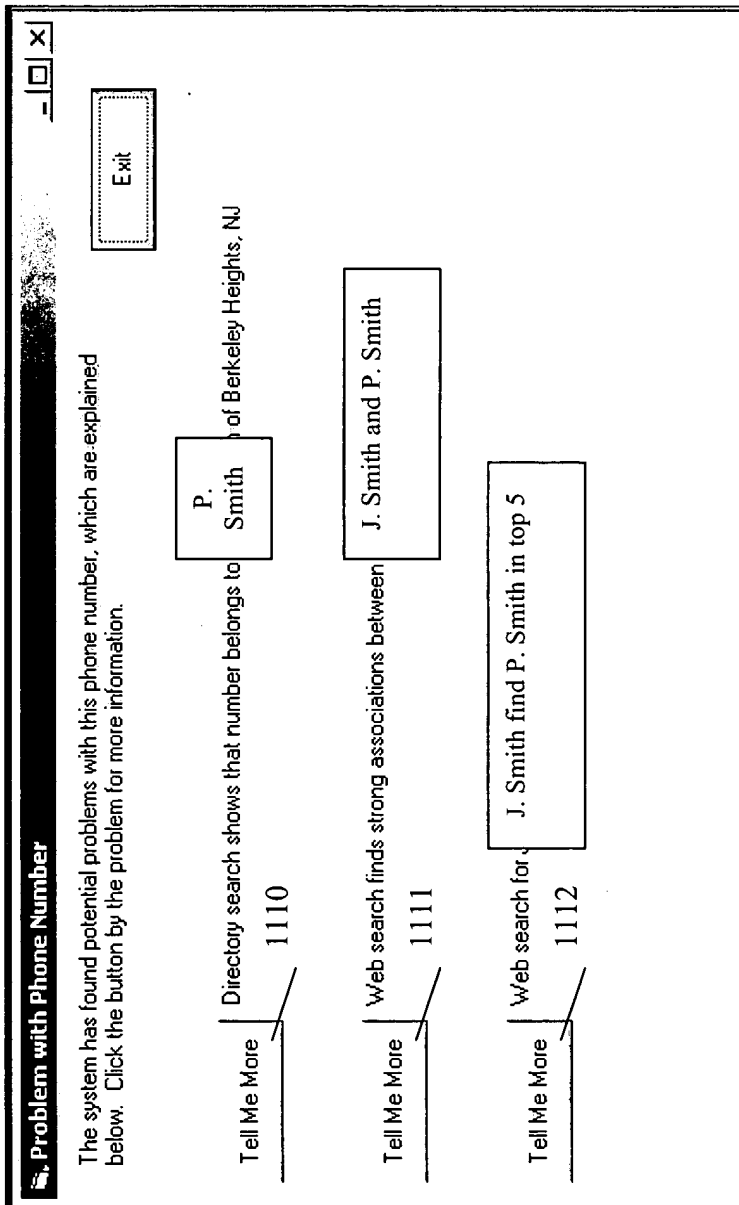 Problem with Phone Number
The system has found potential problems with this phone number, which are explained
below. Click the button by the problem for more information.
Exit
Tell Me More
Directory search shows that number belongs to P. Smith of Berkeley Heights, NJ
1110
Tell Me More
Web search finds strong associations between J. Smith and P. Smith
1111
Tell Me More
Web search for J. Smith find P. Smith in top 5
1112